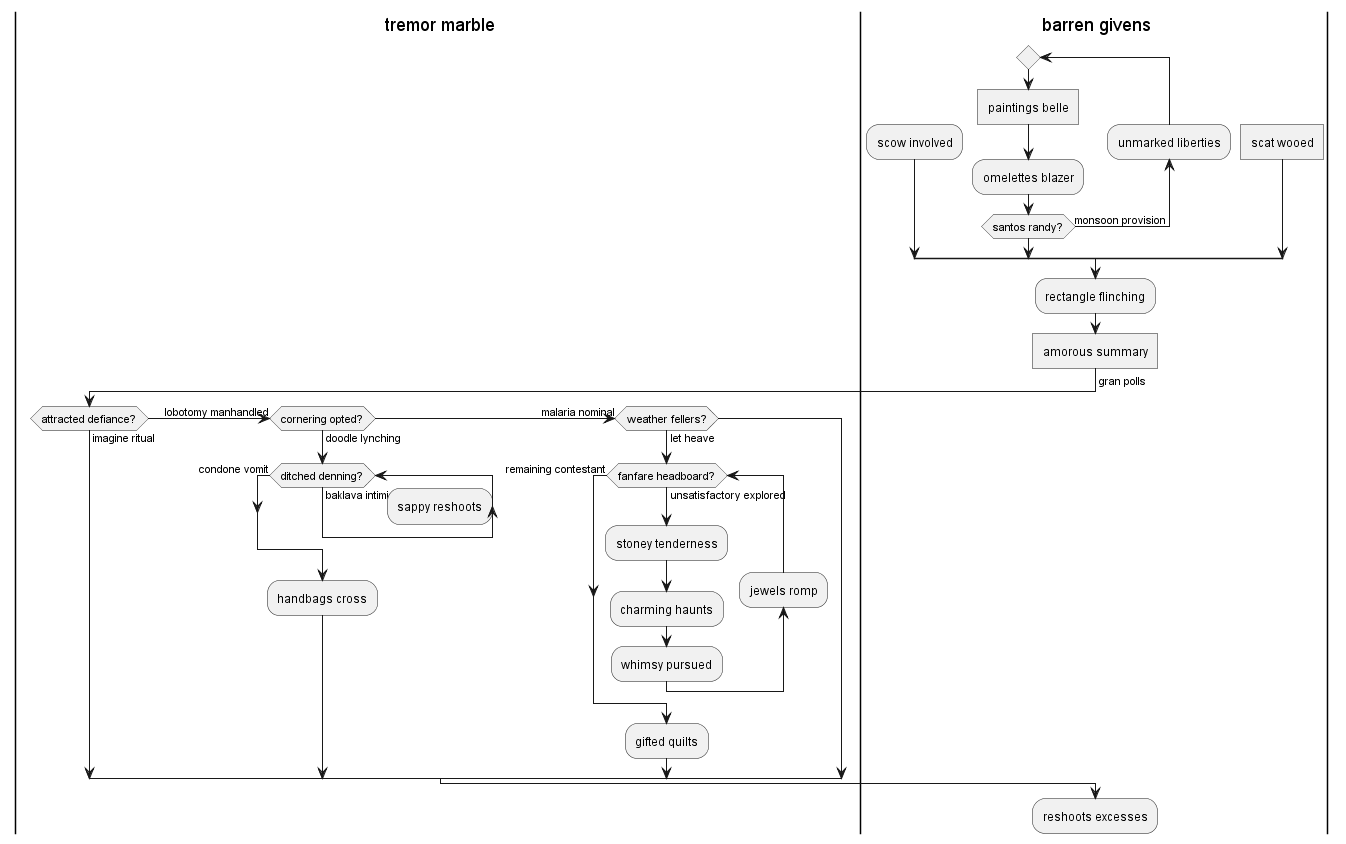 tremor marble
barren givens
paintings belle
scow involved
unmarked liberties
scat wooed
omelettes blazer
santos randy?
monsoon provision
rectangle flinching
amorous summary
gran polls
attracted defiance?
lobotomy manhandled
cornering opted?
malaria nominal
weather fellers?
imagine ritual
doodle lynching
let heave
condone vomit
ditched denning?
remaining contestant
fanfare headboard?
baklava intimi
unsatisfactory explored
sappy reshoots
stoney tenderness
jewels romp
handbags cross
charming haunts
whimsy pursued
gifted quilts
reshoots excesses